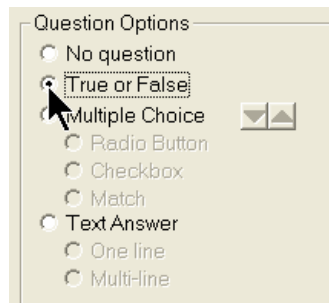 Question Options
No question
True or False
Multiple Choice
Radio Button
Checkbox
Match
Text Answer
One line
Multi-line